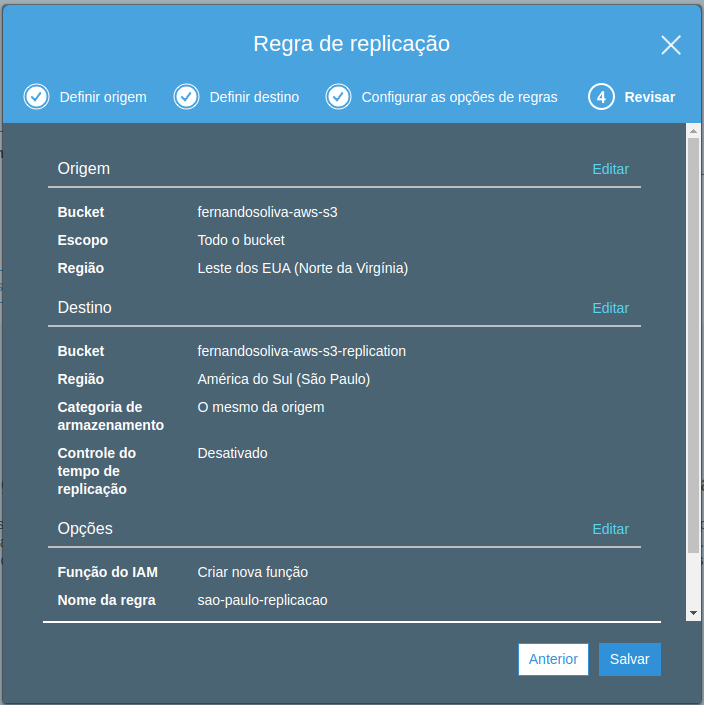 Regra de replicação
Definir origem
Definir destino
Configurar as opções de regras
4 Revisar
Origem Editar
Bucket fernandosoliva-aws-s3
Escopo Todo o bucket
Região Leste dos EUA (Norte da Virgínia)
Destino Editar
Bucket fernandosoliva-aws-s3-replication
Região América do Sul (São Paulo)
Categoria de O mesmo da origem
armazenamento
Controle do Desativado
tempo de
replicação
Opções Editar
Função do IAM Criar nova função
Nome da regra sao-paulo-replicacao
Anterior Salvar